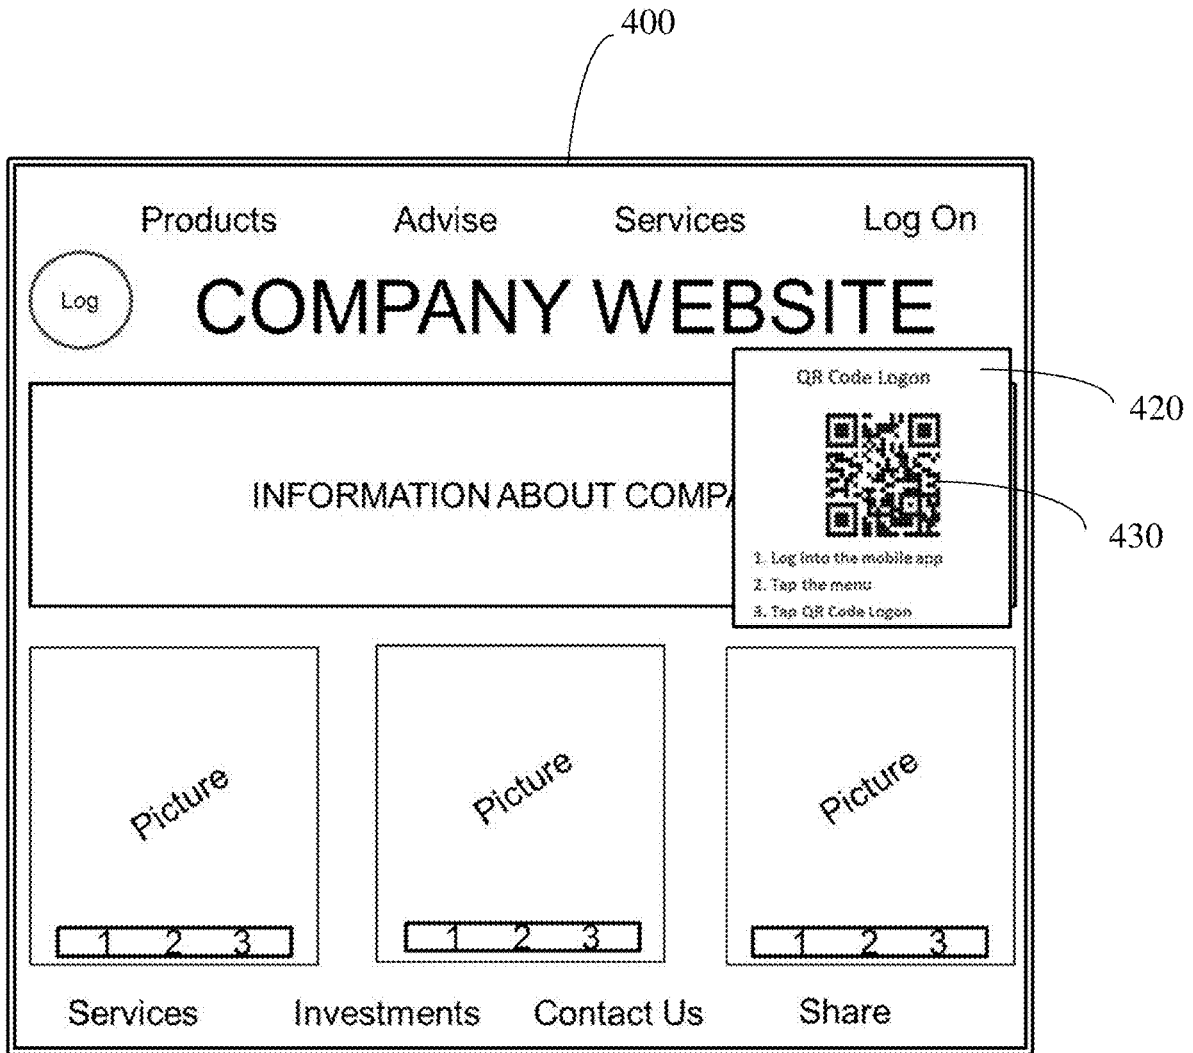 400
Products Advise Services Log On
Log
COMPANY WEBSITE
QR Code Logon
420
INFORMATION ABOUT COMPA
430
1. Log into the mobile app
2. Tap the menu
3. Tap QR Code Logon
Picture Picture Picture
1 2 3 1 2 3 1 2 3
Services Investments Contact Us Share